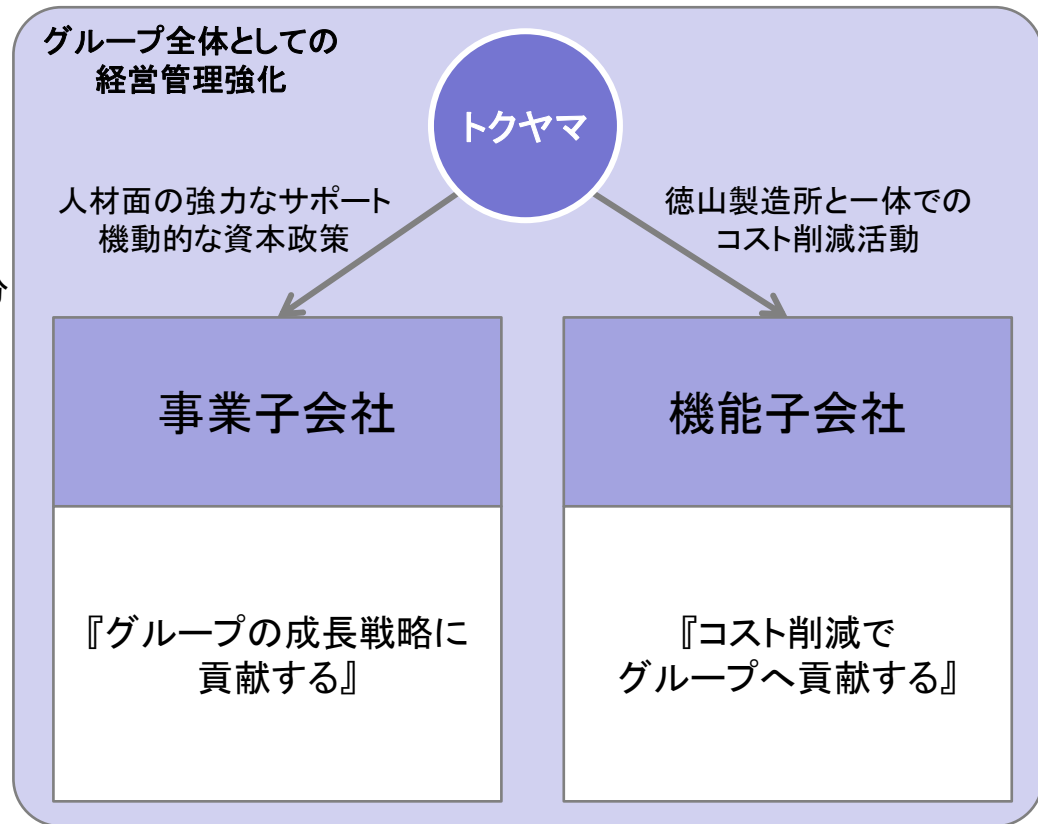 グループ全体としての
経営管理強化
トクヤマ
人材面の強力なサポート
機動的な資本政策
徳山製造所と一体での
コスト削減活動
事業子会社
機能子会社
『グループの成長戦略に
貢献する』
『コスト削減で
グループへ貢献する』